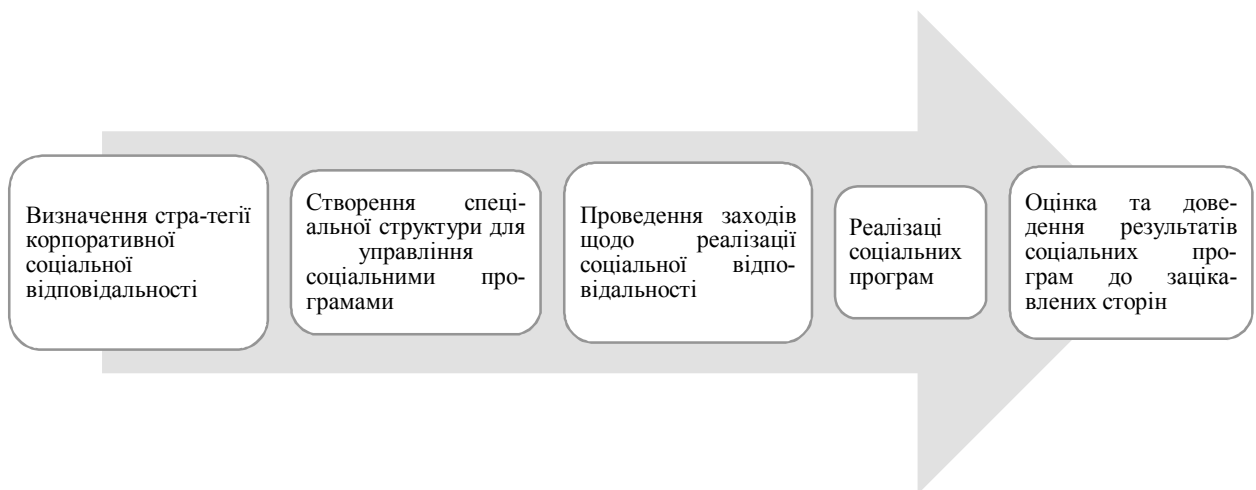 Визначення стра-тегії
корпоративної
соціальної
відповідальності
Створення спеці-
альної структури для
управління
соціальними про-
грамами
Проведення заходів
щодо реалізації
соціальної відпо-
відальності
Реалізаці
соціальних
програм
Оцінка та дове-
дення результатів
соціальних про-
грам до заціка-
влених сторін